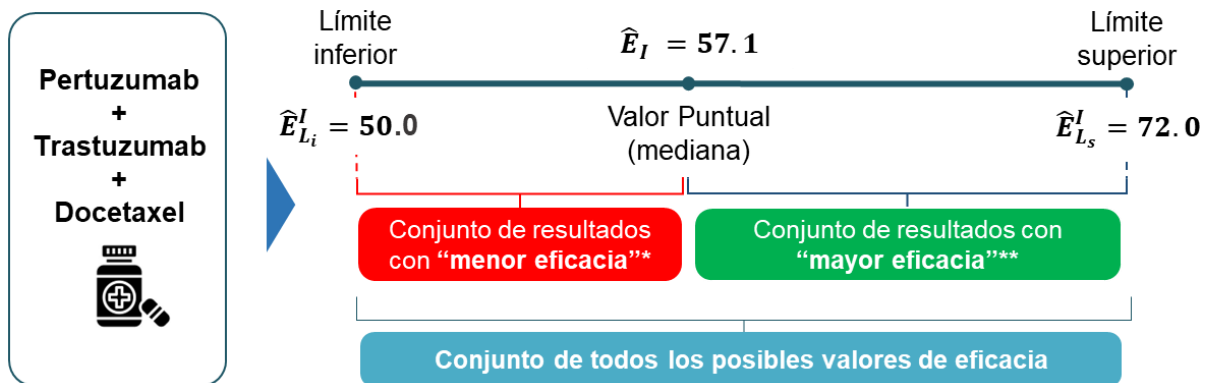 Pertuzumab
+
Trastuzumab
+
Docetaxel
Límite
inferior
Ê_I = 57.1
Límite
superior
Ê^I_{L_i} = 50.0
Valor Puntual
(mediana)
Ê^I_{L_s} = 72.0
Conjunto de resultados
con “menor eficacia”*
Conjunto de resultados con
“mayor eficacia”**
Conjunto de todos los posibles valores de eficacia